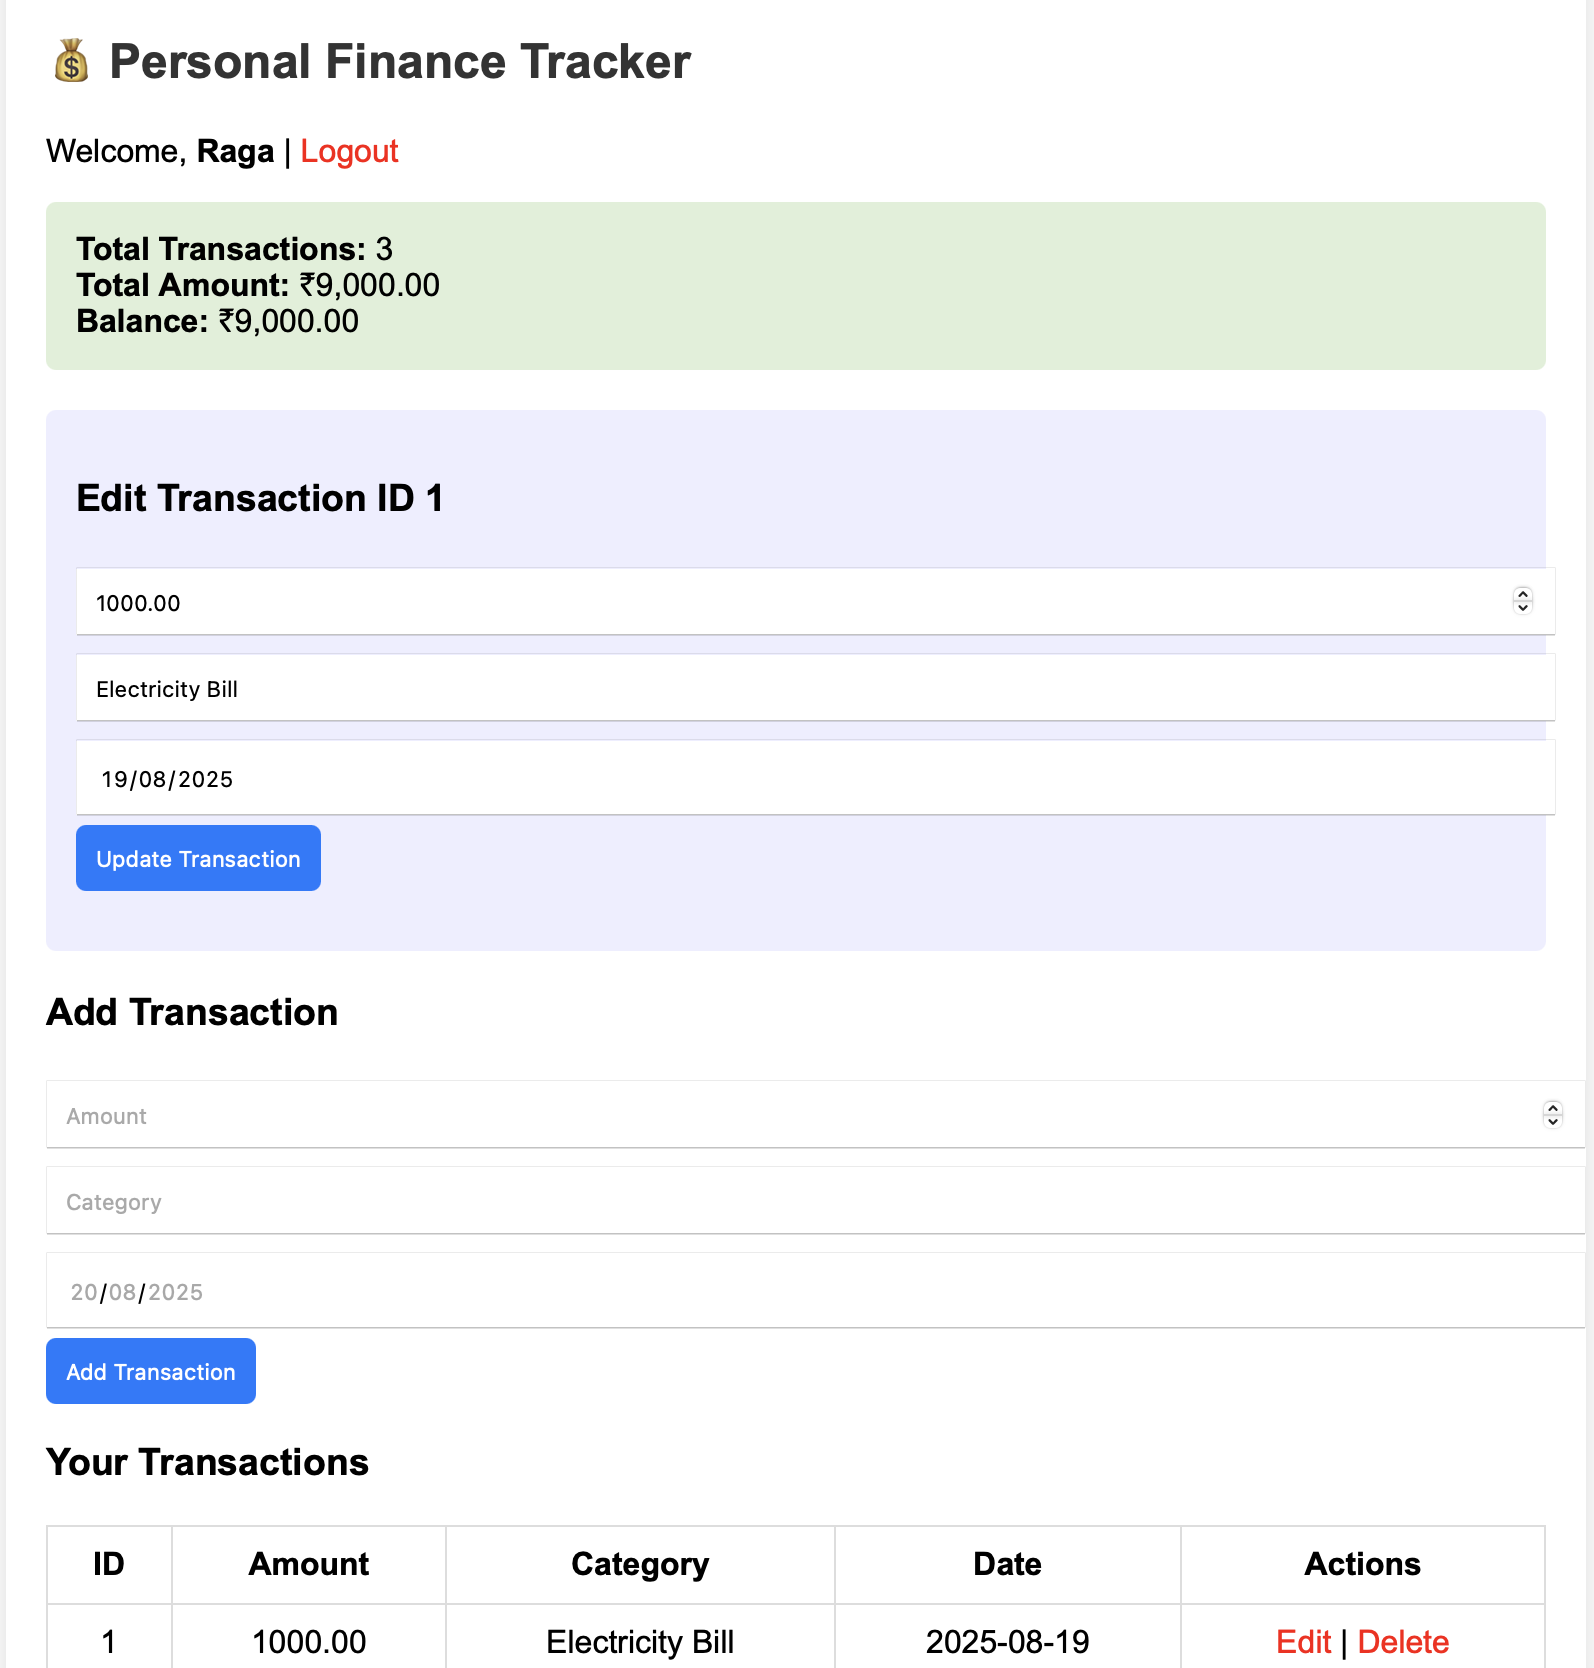 💰 Personal Finance Tracker
Welcome, Raga | Logout
Total Transactions: 3
Total Amount: ₹9,000.00
Balance: ₹9,000.00
Edit Transaction ID 1
1000.00
Electricity Bill
19/08/2025
Update Transaction
Add Transaction
Amount
Category
20/08/2025
Add Transaction
Your Transactions
ID Amount Category Date Actions
1 1000.00 Electricity Bill 2025-08-19 Edit | Delete